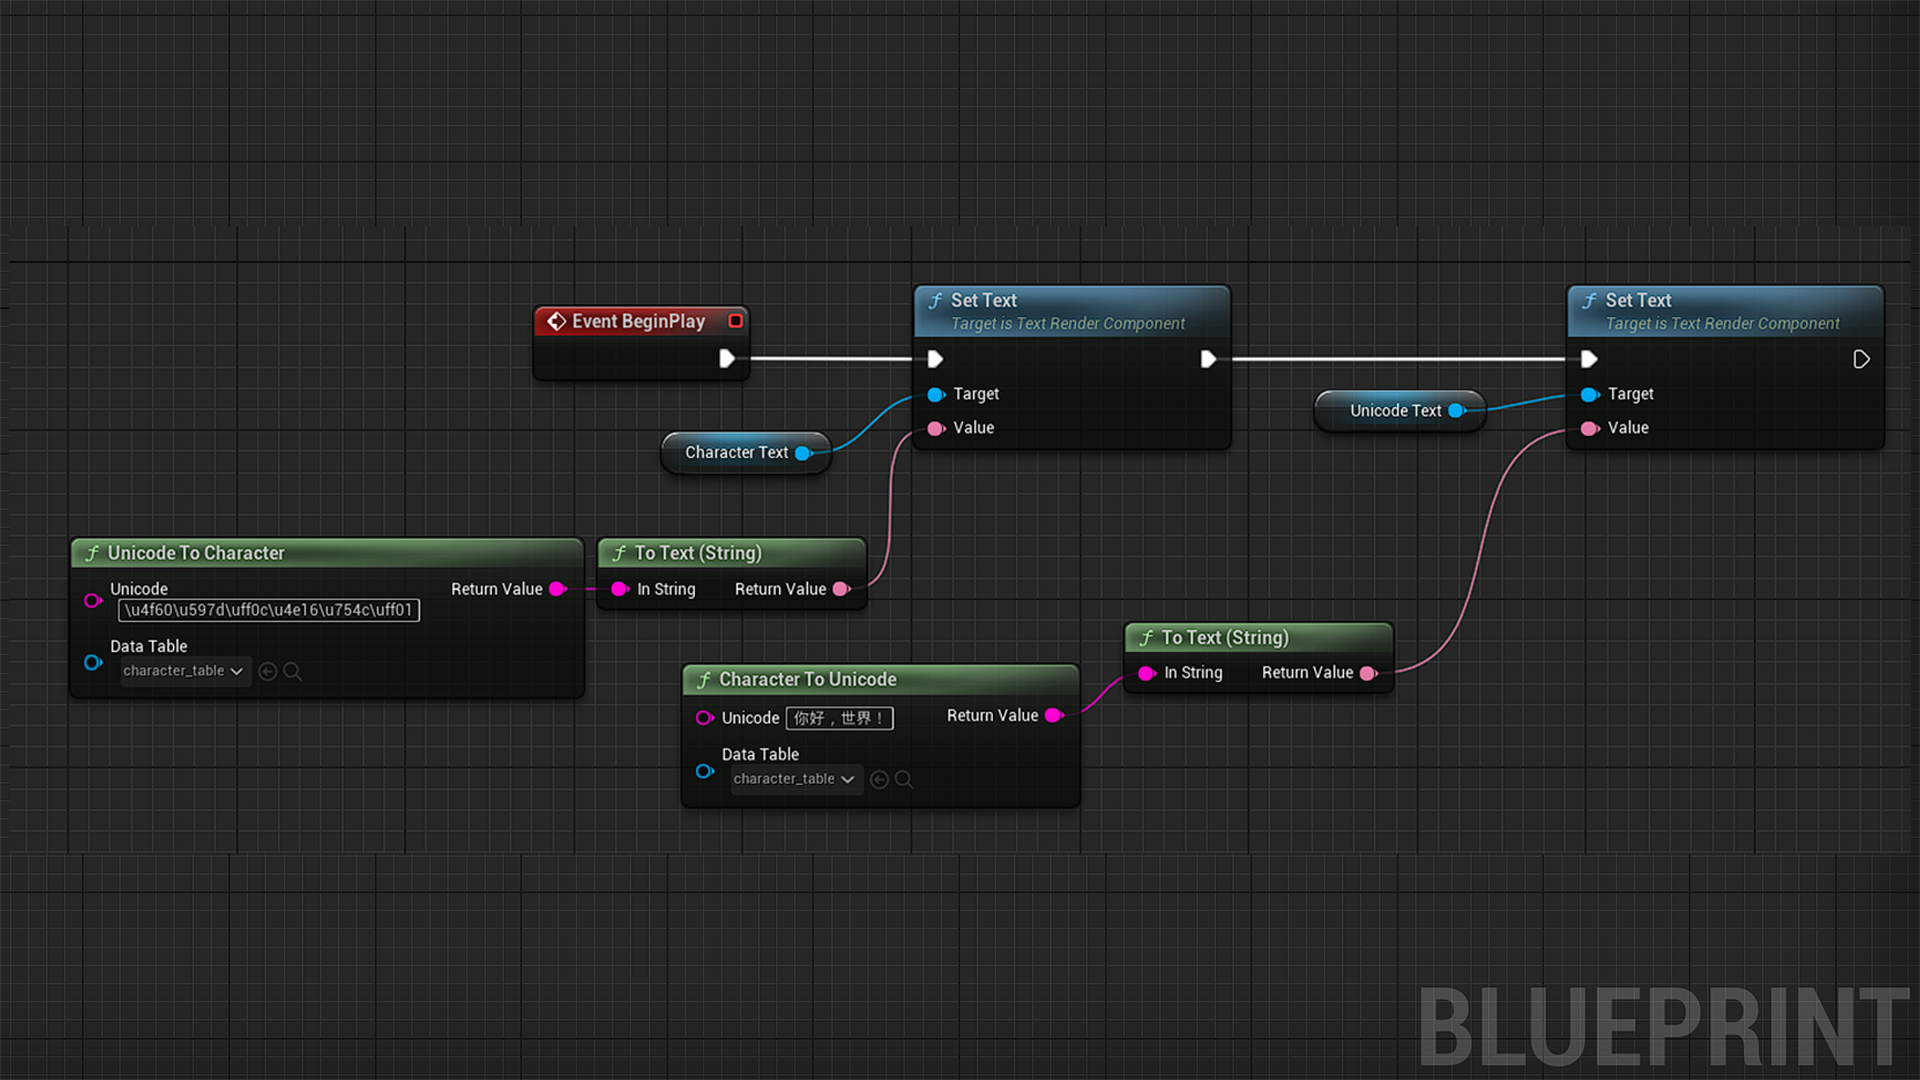 Event BeginPlay
Set Text
Target is Text Render Component
Target
Value
Character Text
Set Text
Target is Text Render Component
Target
Value
Unicode Text
Unicode To Character
Unicode
\u4f60\u597d\uff0c\u4e16\u754c\uff01
Return Value
Data Table
character_table
To Text (String)
In String
Return Value
Character To Unicode
Unicode
你好，世界！
Return Value
Data Table
character_table
To Text (String)
In String
Return Value
BLUEPRINT